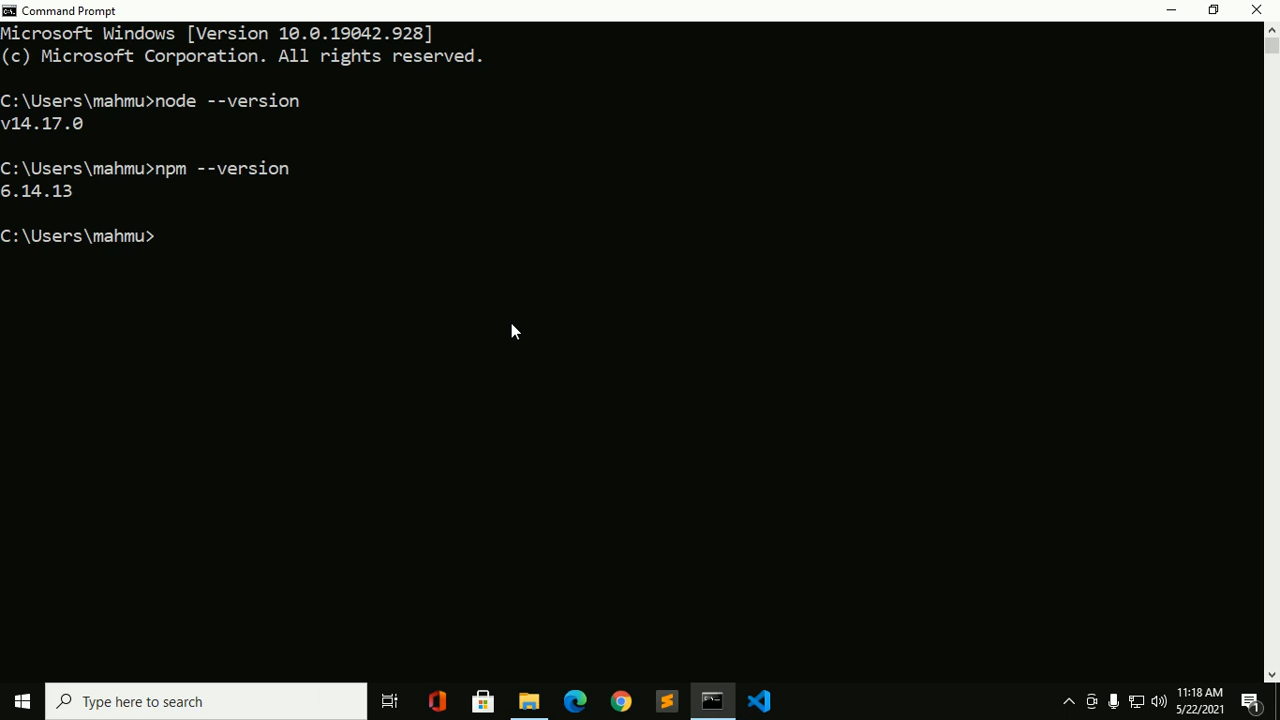 Command Prompt
Microsoft Windows [Version 10.0.19042.928]
(c) Microsoft Corporation. All rights reserved.
C:\Users\mahmu>node --version
v14.17.0
C:\Users\mahmu>npm --version
6.14.13
C:\Users\mahmu>
Type here to search
11:18 AM
5/22/2021
1